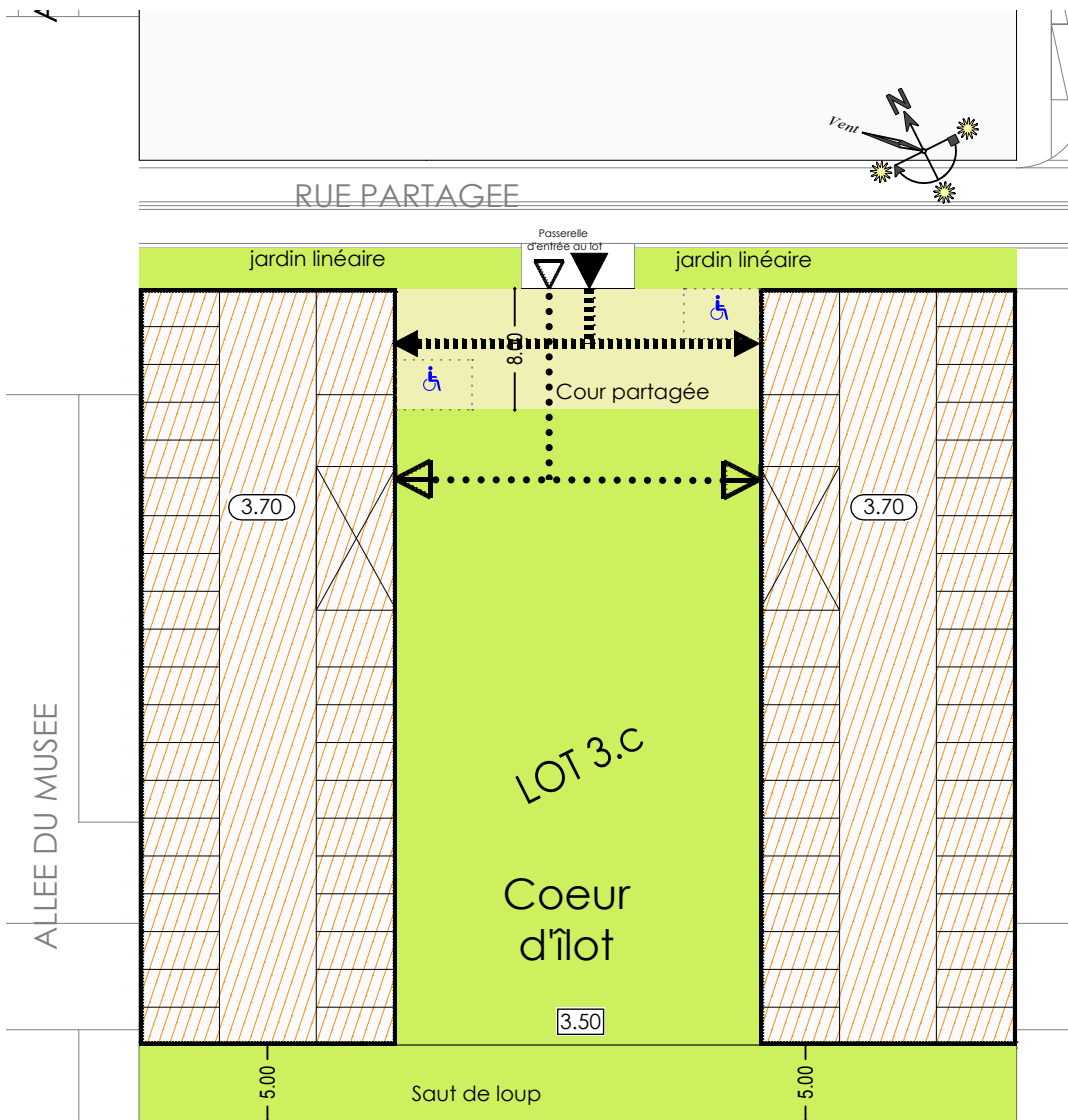 N
Vent
RUE PARTAGEE
Passerelle
d'entrée au lot
jardin linéaire
jardin linéaire
8.00
Cour partagée
3.70
3.70
LOT 3.c
ALLEE DU MUSEE
Coeur
d'îlot
3.50
5.00
5.00
Saut de loup